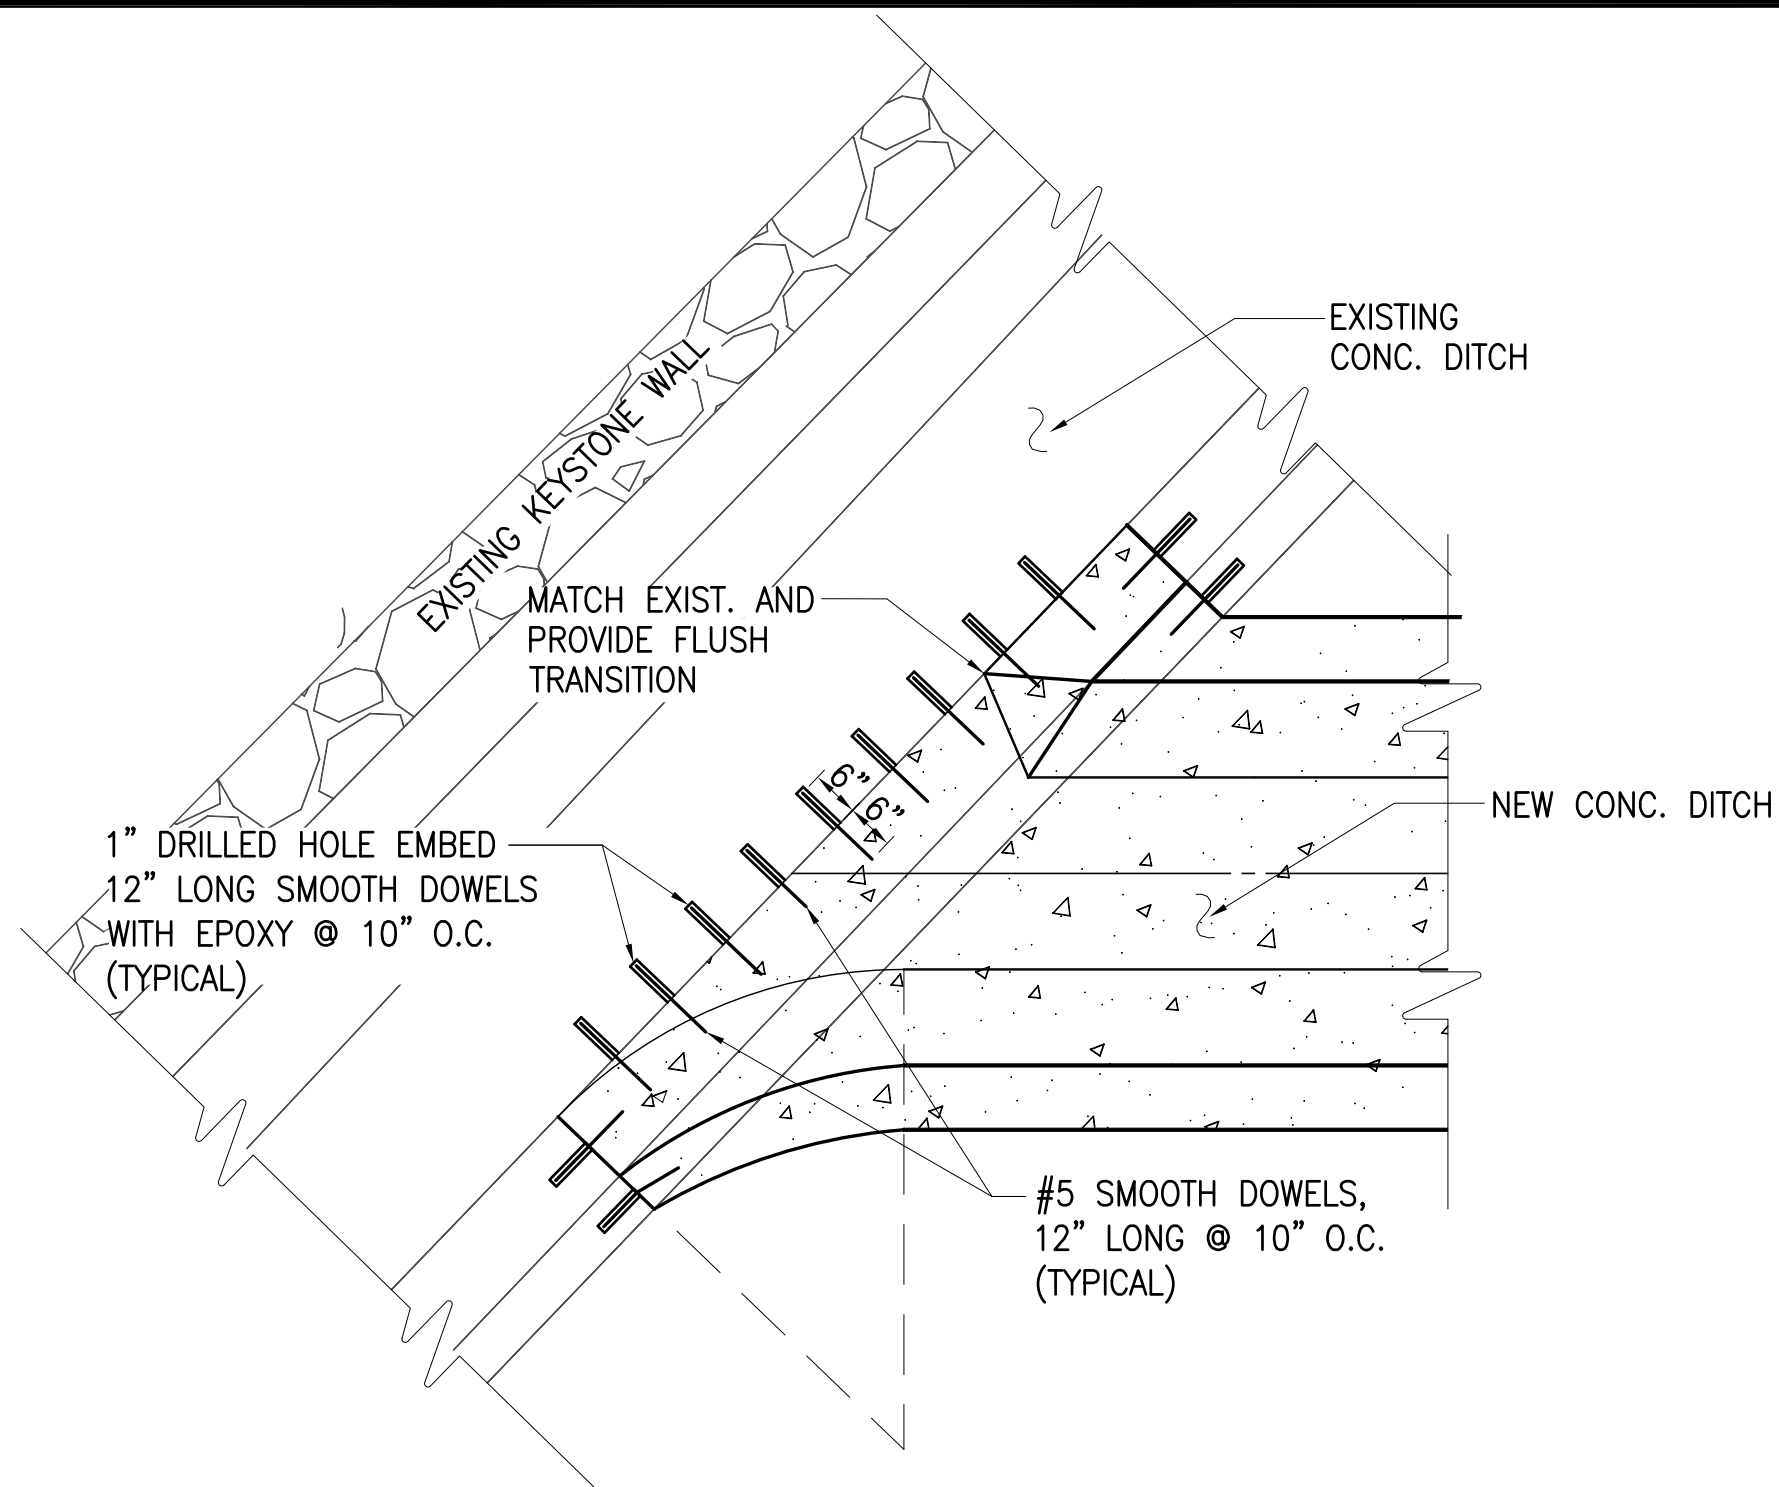 EXISTING
CONC. DITCH
EXISTING KEYSTONE WALL
MATCH EXIST. AND
PROVIDE FLUSH
TRANSITION
6”
6”
NEW CONC. DITCH
1” DRILLED HOLE EMBED
12” LONG SMOOTH DOWELS
WITH EPOXY @ 10” O.C.
(TYPICAL)
#5 SMOOTH DOWELS,
12” LONG @ 10” O.C.
(TYPICAL)